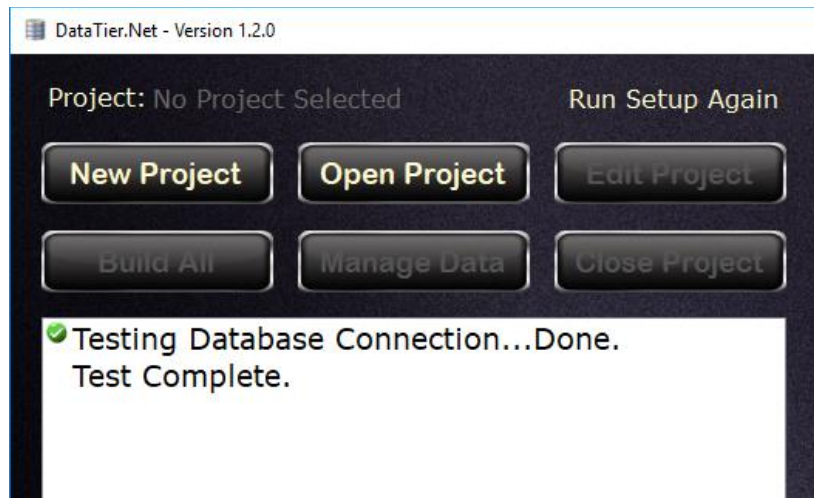 DataTier.Net - Version 1.2.0
Project: No Project Selected Run Setup Again
New Project Open Project Edit Project
Build All Manage Data Close Project
Testing Database Connection...Done.
Test Complete.